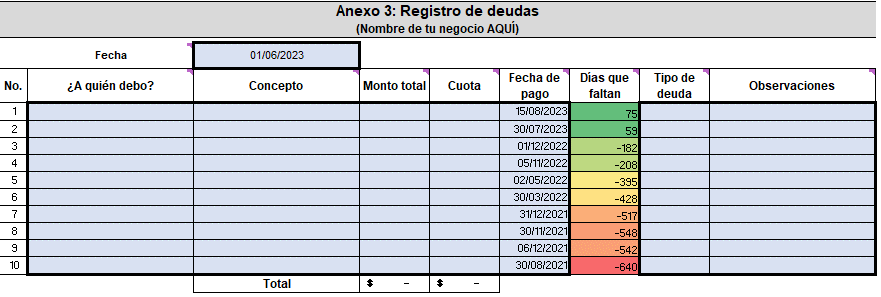 Anexo 3: Registro de deudas
(Nombre de tu negocio AQUÍ)
Fecha 01/06/2023
No. ¿A quién debo? Concepto Monto total Cuota Fecha de pago Días que faltan Tipo de deuda Observaciones
1 15/08/2023 75
2 30/07/2023 59
3 01/12/2022 -182
4 05/11/2022 -208
5 02/05/2022 -395
6 30/03/2022 -428
7 31/12/2021 -517
8 30/11/2021 -548
9 06/12/2021 -542
10 30/08/2021 -640
Total $ - $ -